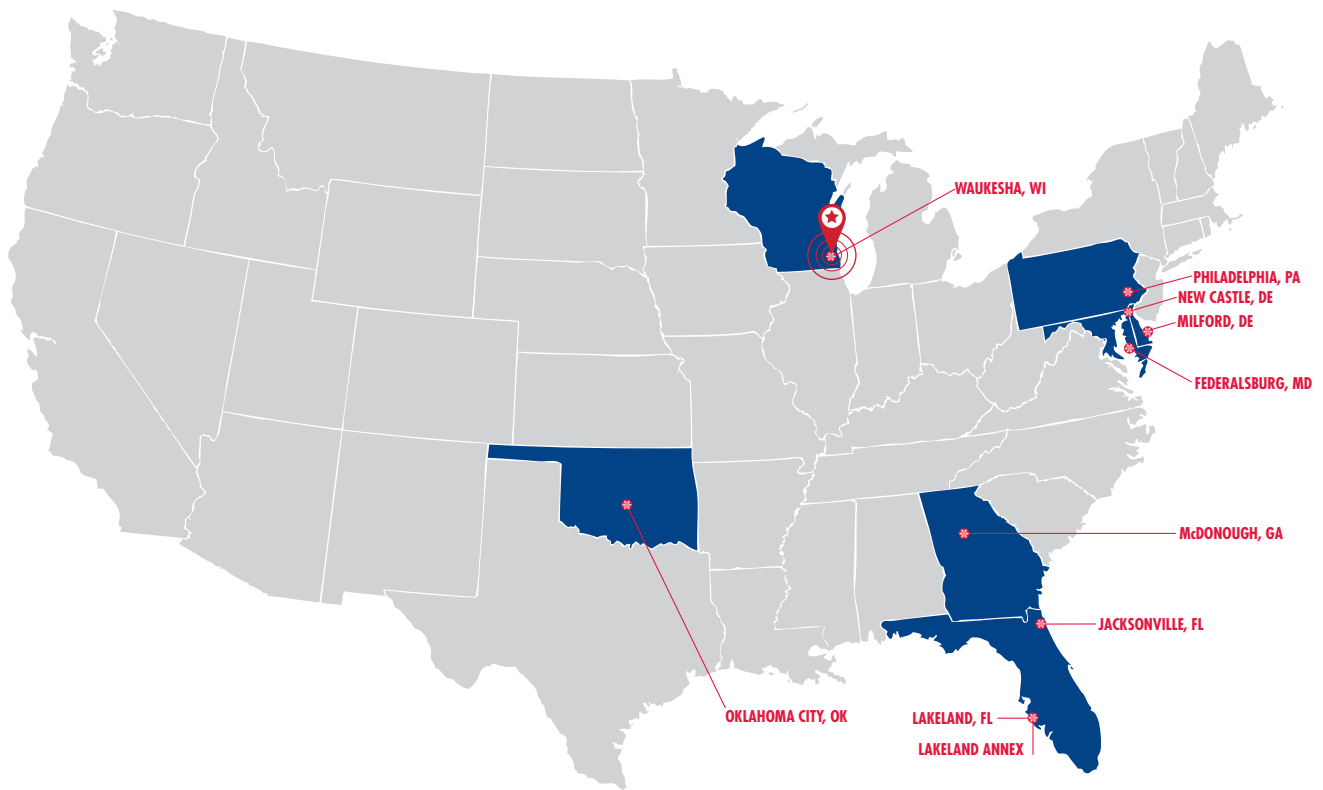 WAUKESHA, WI
PHILADELPHIA, PA
NEW CASTLE, DE
MILFORD, DE
FEDERALSBURG, MD
McDONOUGH, GA
JACKSONVILLE, FL
OKLAHOMA CITY, OK
LAKELAND, FL
LAKELAND ANNEX